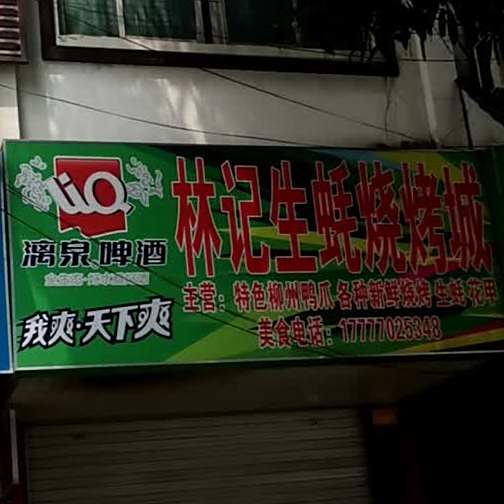 LiQ
漓泉啤酒
我爽·天下爽
林记生蚝烧烤城
主营：特色柳州鸭爪 各种新鲜烧烤 生蚝 花甲
美食电话：17777025348